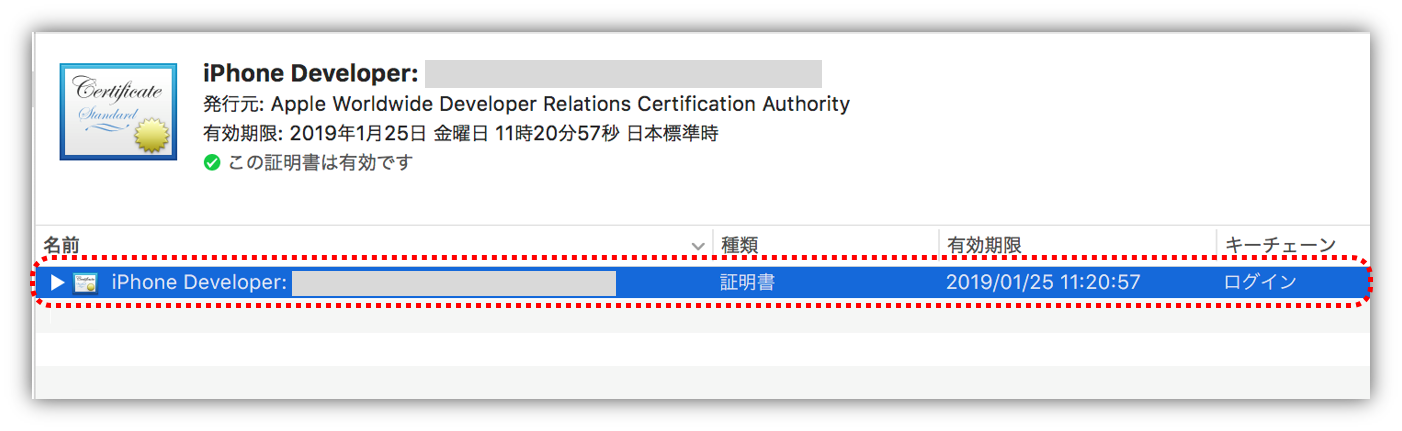 Certificate
Standard
iPhone Developer:
発行元: Apple Worldwide Developer Relations Certification Authority
有効期限: 2019年1月25日 金曜日 11時20分57秒 日本標準時
この証明書は有効です
名前 種類 有効期限 キーチェーン
iPhone Developer: 証明書 2019/01/25 11:20:57 ログイン